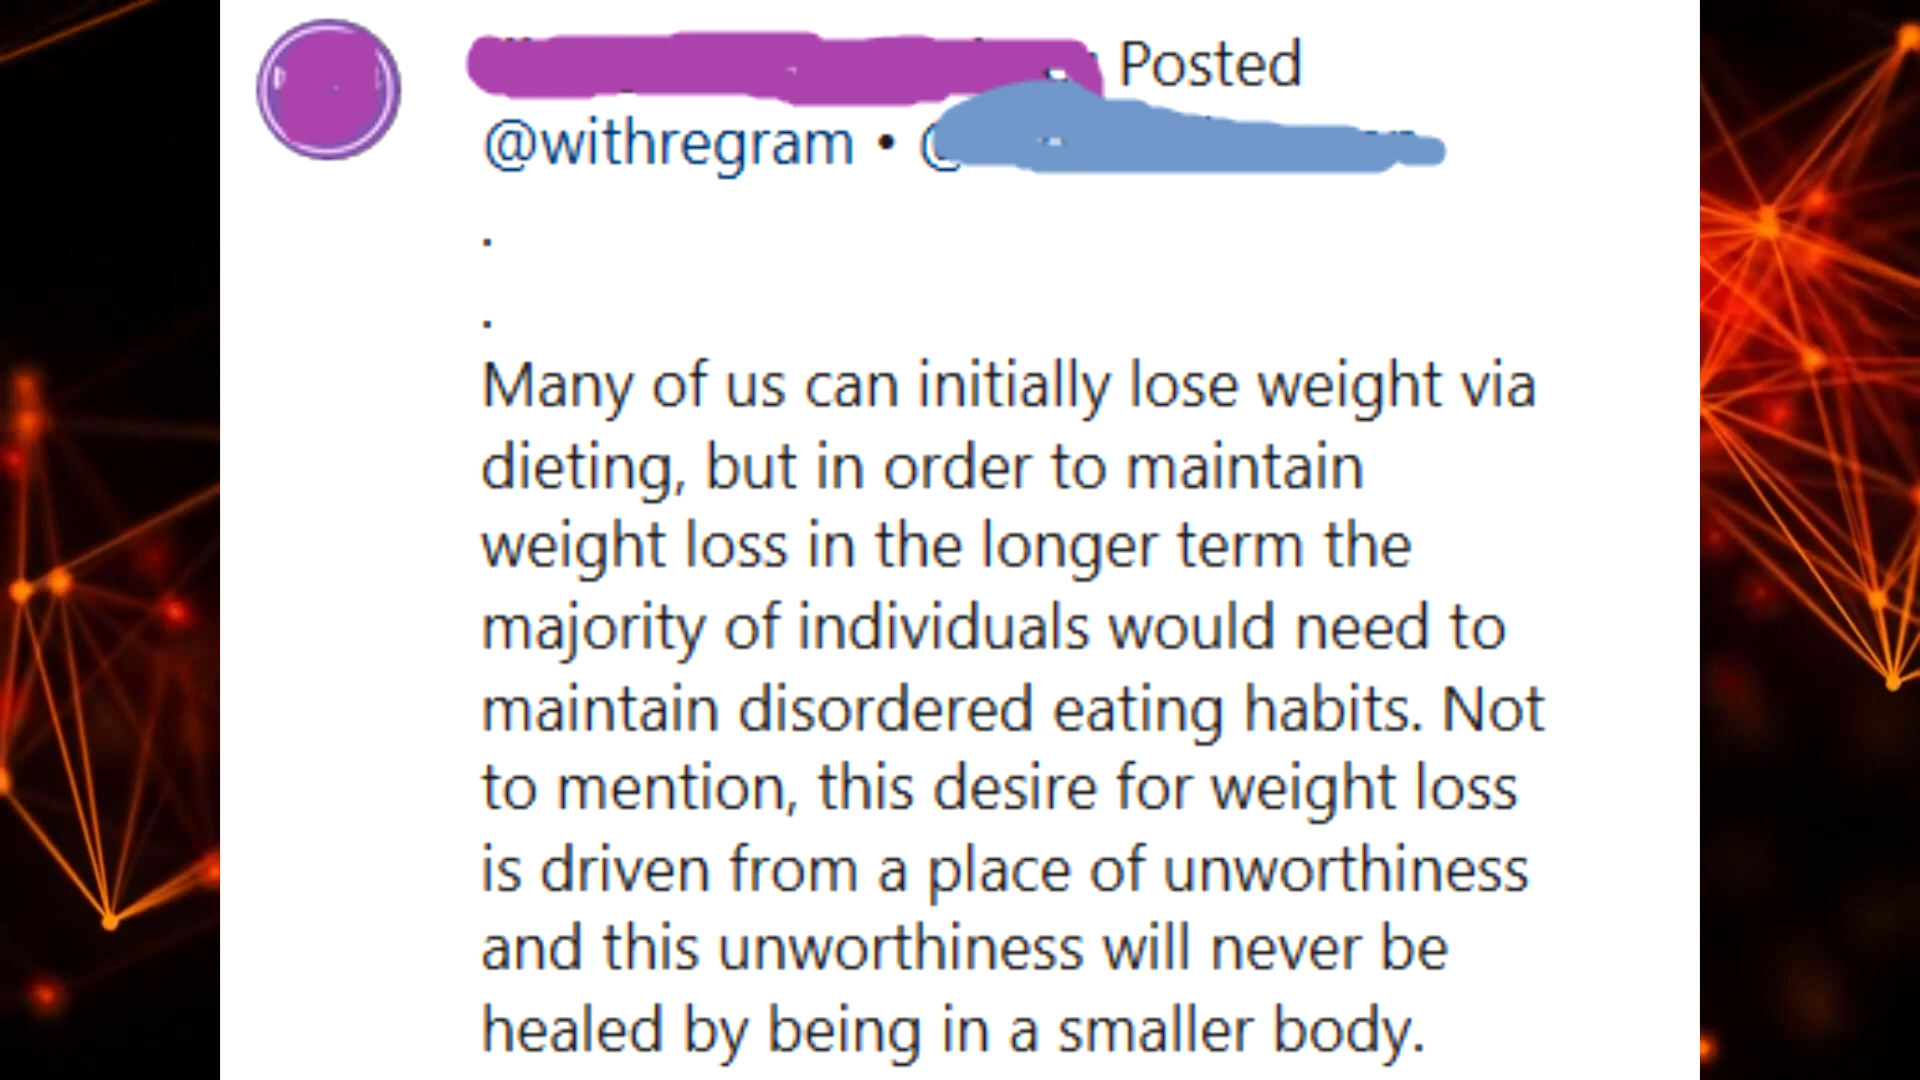 Posted
@withregram •
.
.
Many of us can initially lose weight via
dieting, but in order to maintain
weight loss in the longer term the
majority of individuals would need to
maintain disordered eating habits. Not
to mention, this desire for weight loss
is driven from a place of unworthiness
and this unworthiness will never be
healed by being in a smaller body.